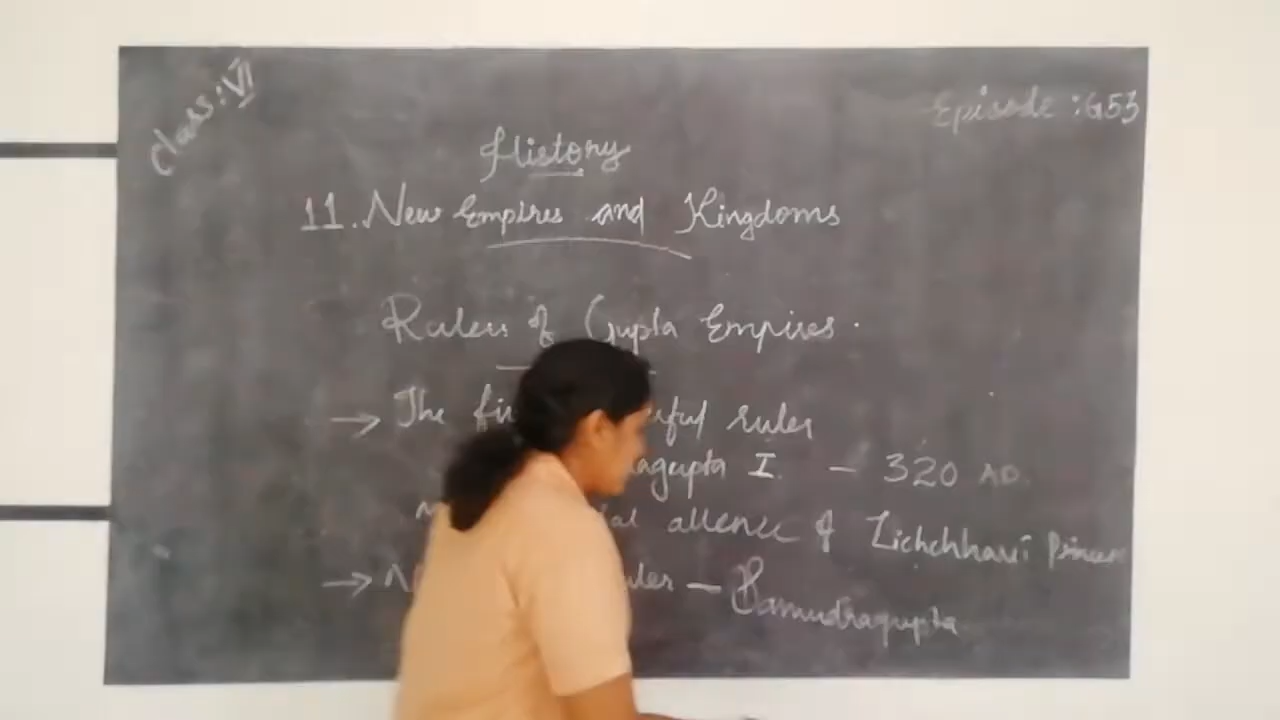 Class: VI
Episode: G53
History
11. New Empires and Kingdoms
Rulers of Gupta Empires.
→ The ruler
agupta I. – 320 AD.
allence of Lichchhavi Princess
→ – Samudragupta